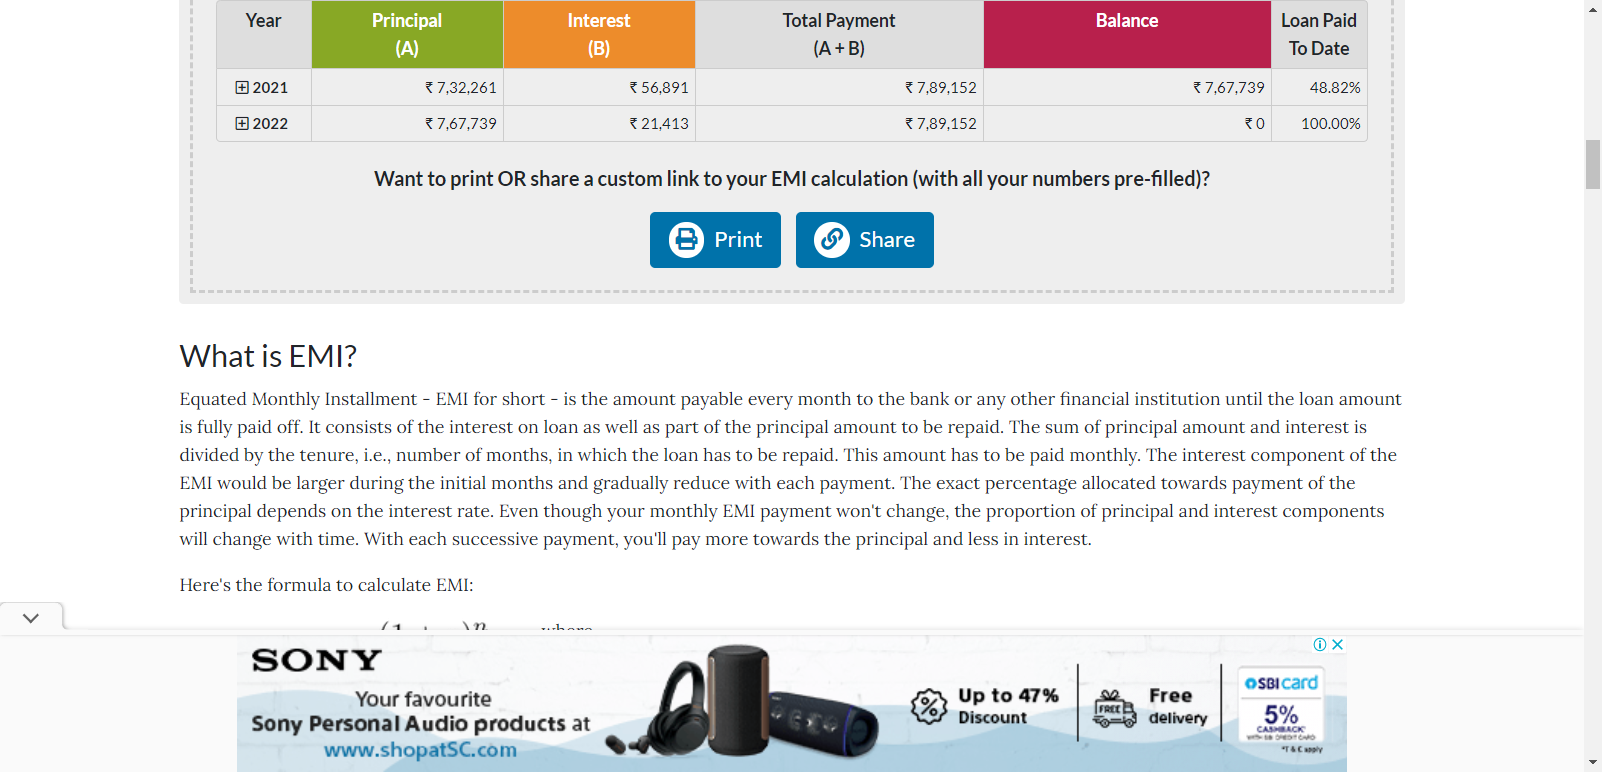 Year Principal Interest Total Payment Balance Loan Paid
(A) (B) (A + B) To Date
2021 ₹ 7,32,261 ₹ 56,891 ₹ 7,89,152 ₹ 7,67,739 48.82%
2022 ₹ 7,67,739 ₹ 21,413 ₹ 7,89,152 ₹ 0 100.00%
Want to print OR share a custom link to your EMI calculation (with all your numbers pre-filled)?
Print Share
What is EMI?
Equated Monthly Installment - EMI for short - is the amount payable every month to the bank or any other financial institution until the loan amount
is fully paid off. It consists of the interest on loan as well as part of the principal amount to be repaid. The sum of principal amount and interest is
divided by the tenure, i.e., number of months, in which the loan has to be repaid. This amount has to be paid monthly. The interest component of the
EMI would be larger during the initial months and gradually reduce with each payment. The exact percentage allocated towards payment of the
principal depends on the interest rate. Even though your monthly EMI payment won't change, the proportion of principal and interest components
will change with time. With each successive payment, you'll pay more towards the principal and less in interest.
Here's the formula to calculate EMI:
SONY
Your favourite
Sony Personal Audio products at
www.shopatSC.com
Up to 47%
Discount
FREE
Free
delivery
SBI card
5%
CASHBACK*
WITH SBI CREDIT CARD
*T & C apply